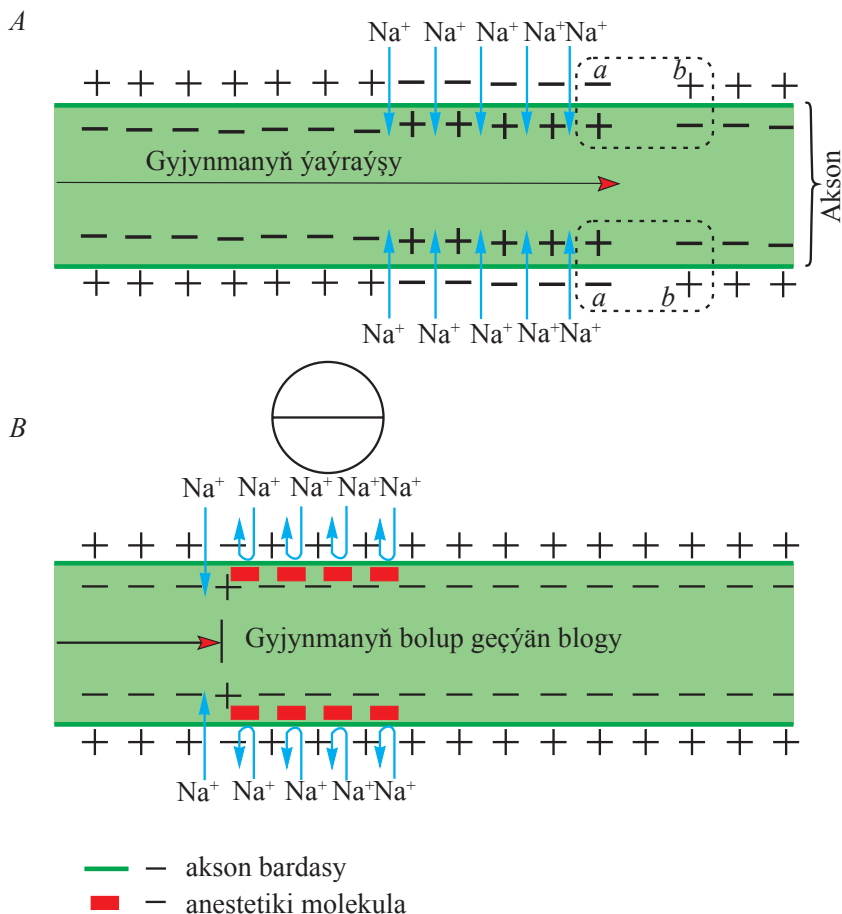 A
Na⁺ Na⁺ Na⁺ Na⁺ Na⁺
+ + + + + + + − − − − a − b + + +
− − − − − − − + + + + + − − −
Gyjynmanyň ýaýraýşy
Akson
− − − − − − − + + + + + − − −
+ + + + + + + − − − − − a b + + +
Na⁺ Na⁺ Na⁺ Na⁺ Na⁺
B
Na⁺ Na⁺ Na⁺ Na⁺ Na⁺
+ + + + + + + + + + + + + + + +
− − − + − − − − − − − − − − − −
Gyjynmanyň bolup geçýän blogy
− − − + − − − − − − − − − − − −
+ + + + + + + + + + + + + + + +
Na⁺ Na⁺ Na⁺ Na⁺ Na⁺
− akson bardasy
− anestetiki molekula